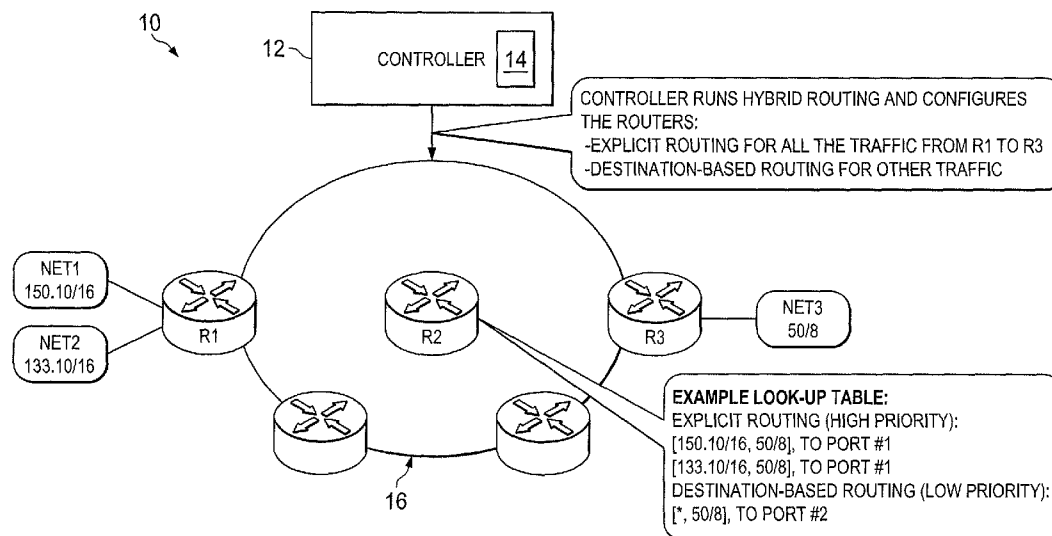 10
12
CONTROLLER
14
CONTROLLER RUNS HYBRID ROUTING AND CONFIGURES
THE ROUTERS:
-EXPLICIT ROUTING FOR ALL THE TRAFFIC FROM R1 TO R3
-DESTINATION-BASED ROUTING FOR OTHER TRAFFIC
NET1
150.10/16
NET2
133.10/16
R1
R2
R3
NET3
50/8
EXAMPLE LOOK-UP TABLE:
EXPLICIT ROUTING (HIGH PRIORITY):
[150.10/16, 50/8], TO PORT #1
[133.10/16, 50/8], TO PORT #1
DESTINATION-BASED ROUTING (LOW PRIORITY):
[*, 50/8], TO PORT #2
16